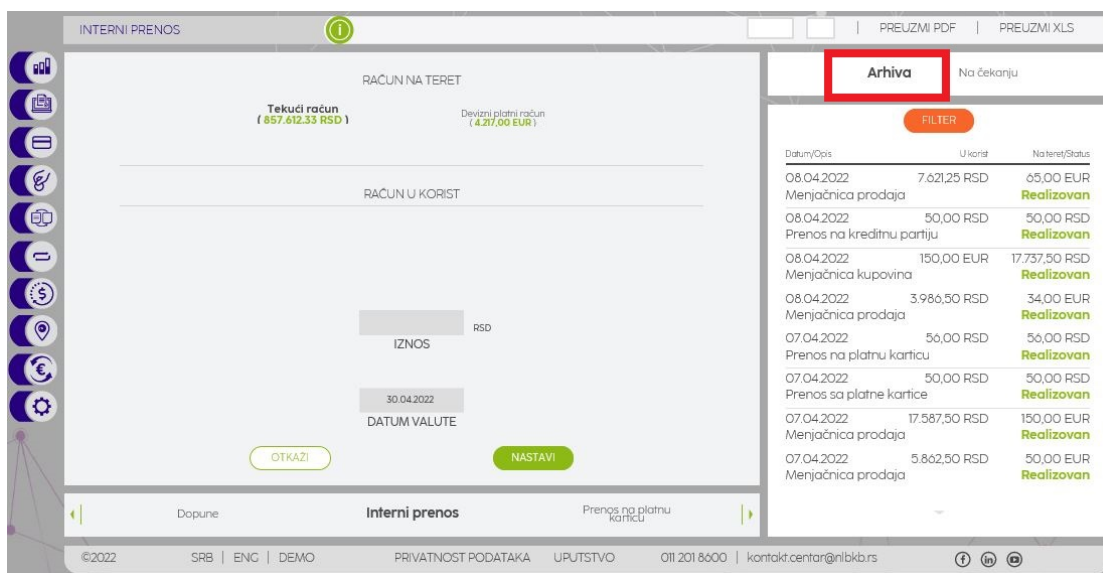 INTERNI PRENOS
PREUZMI PDF | PREUZMI XLS
RAČUN NA TERET
Tekući račun
( 857.612.33 RSD )
Devizni platni račun
( 4.217,00 EUR )
RAČUN U KORIST
RSD
IZNOS
30.04.2022
DATUM VALUTE
OTKAŽI
NASTAVI
Dopune
Interni prenos
Prenos na platnu
karticu
Arhiva
Na čekanju
FILTER
Datum/Opis U korist Na teret/Status
08.04.2022 7.621,25 RSD 65,00 EUR
Menjačnica prodaja Realizovan
08.04.2022 50,00 RSD 50,00 RSD
Prenos na kreditnu partiju Realizovan
08.04.2022 150,00 EUR 17.737,50 RSD
Menjačnica kupovina Realizovan
08.04.2022 3.986,50 RSD 34,00 EUR
Menjačnica prodaja Realizovan
07.04.2022 56,00 RSD 56,00 RSD
Prenos na platnu karticu Realizovan
07.04.2022 50,00 RSD 50,00 RSD
Prenos sa platne kartice Realizovan
07.04.2022 17.587,50 RSD 150,00 EUR
Menjačnica prodaja Realizovan
07.04.2022 5.862,50 RSD 50,00 EUR
Menjačnica prodaja Realizovan
©2022 SRB | ENG | DEMO PRIVATNOST PODATAKA UPUTSTVO 011 201 8600 | kontakt.centar@nlbkb.rs